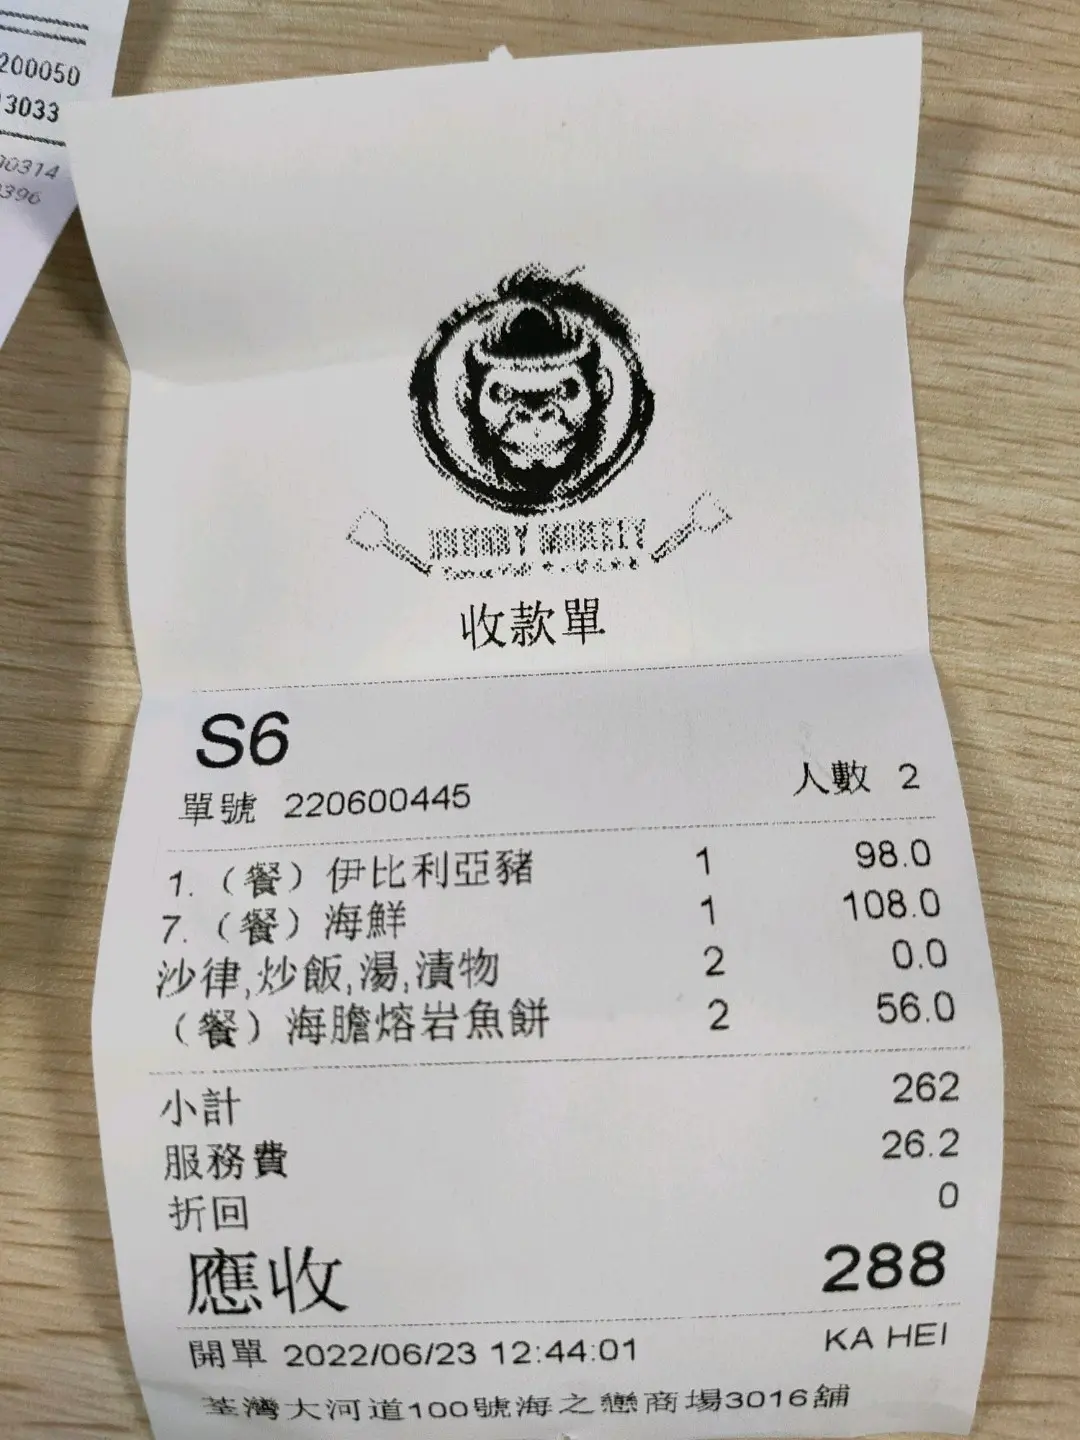 200050
3033
00314
0396
MONKEY
收款單
S6
單號 220600445
人數 2
1.（餐）伊比利亞豬 1 98.0
7.（餐）海鮮 1 108.0
沙律,炒飯,湯,漬物 2 0.0
（餐）海膽熔岩魚餅 2 56.0
小計 262
服務費 26.2
折回 0
應收 288
開單 2022/06/23 12:44:01 KA HEI
荃灣大河道100號海之戀商場3016舖